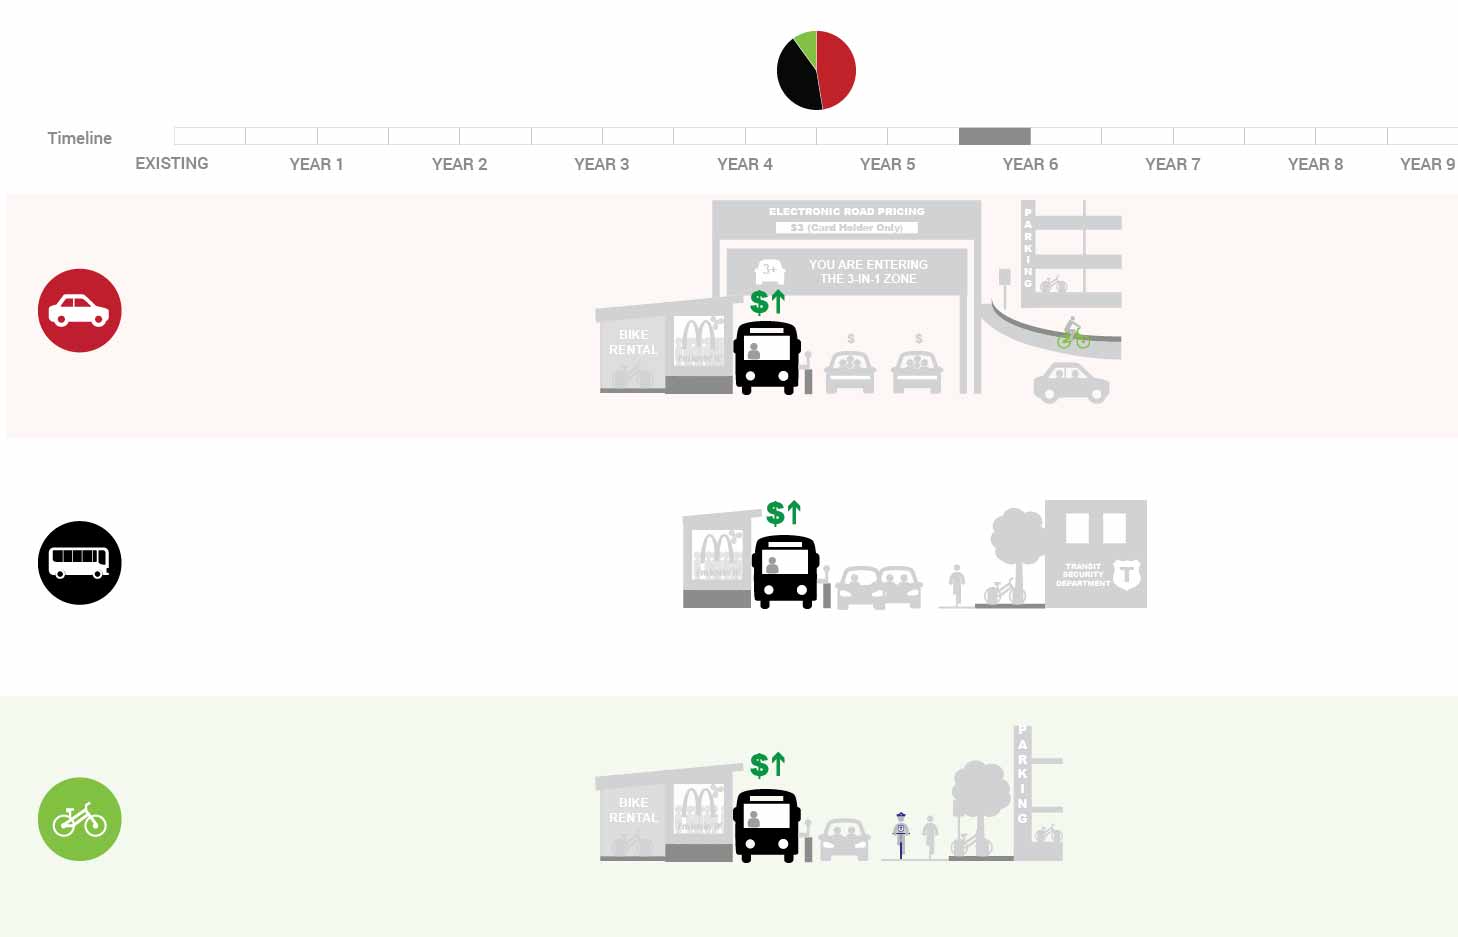 Timeline
EXISTING YEAR 1 YEAR 2 YEAR 3 YEAR 4 YEAR 5 YEAR 6 YEAR 7 YEAR 8 YEAR 9
ELECTRONIC ROAD PRICING
$3 (Card Holder Only)
3+
YOU ARE ENTERING
THE 3-IN-1 ZONE
PARKING
$
BIKE
RENTAL
$
$
$
TRANSIT
SECURITY
DEPARTMENT
T
$
BIKE
RENTAL
PARKING